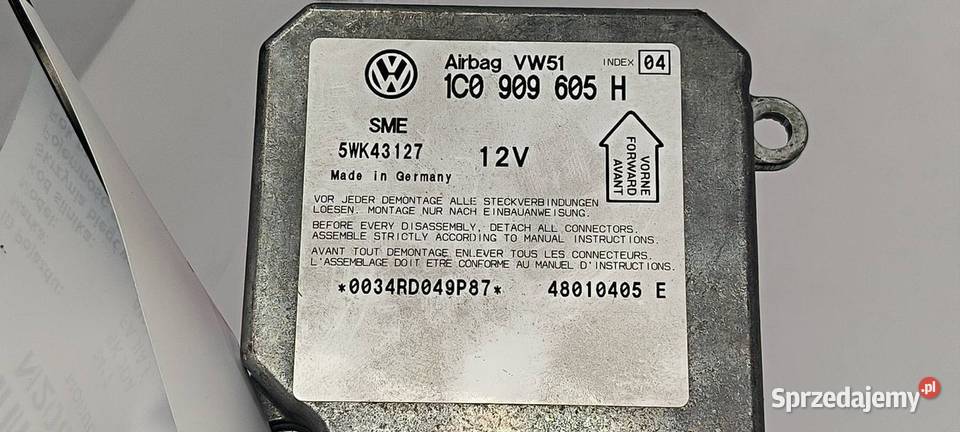 Airbag VW51 INDEX 04
1C0 909 605 H
SME
5WK43127 12V
Made in Germany
VORNE
FORWARD
AVANT
VOR JEDER DEMONTAGE ALLE STECKVERBINDUNGEN
LOESEN. MONTAGE NUR NACH EINBAUANWEISUNG.
BEFORE EVERY DISASSEMBLY, DETACH ALL CONNECTORS.
ASSEMBLE STRICTLY ACCORDING TO MANUAL INSTRUCTIONS.
AVANT TOUT DEMONTAGE ENLEVER TOUS LES CONNECTEURS.
L'ASSEMBLAGE DOIT ETRE CONFORME AU MANUEL D'INSTRUCTIONS.
*0034RD049P87* 48010405 E
Sprzedajemy .pl